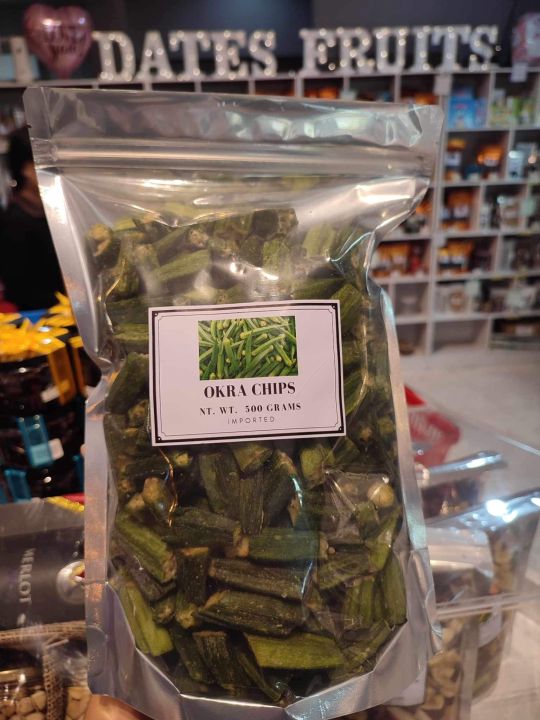 DATES FRUITS
OKRA CHIPS
NT. WT. 500 GRAMS
IMPORTED
MERLOT